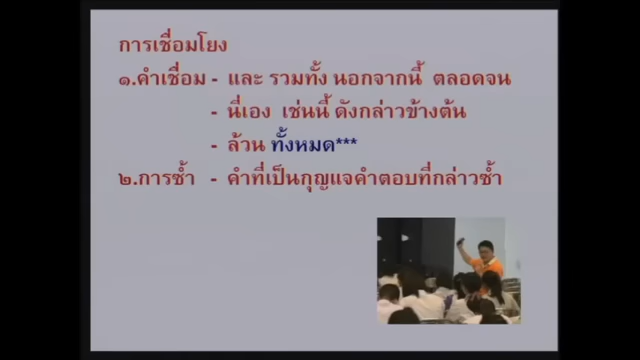 การเชื่อมโยง
๑.คำเชื่อม - และ รวมทั้ง นอกจากนี้ ตลอดจน
- นี่เอง เช่นนี้ ดังกล่าวข้างต้น
- ล้วน ทั้งหมด***
๒.การซ้ำ - คำที่เป็นกุญแจคำตอบที่กล่าวซ้ำ